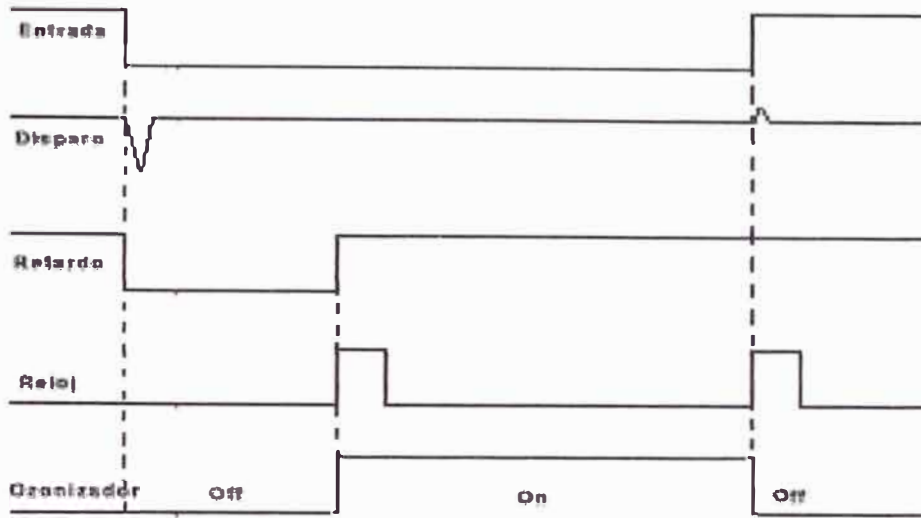 Entrada
Disparo
Retardo
Reloj
Ozonizador Off On Off